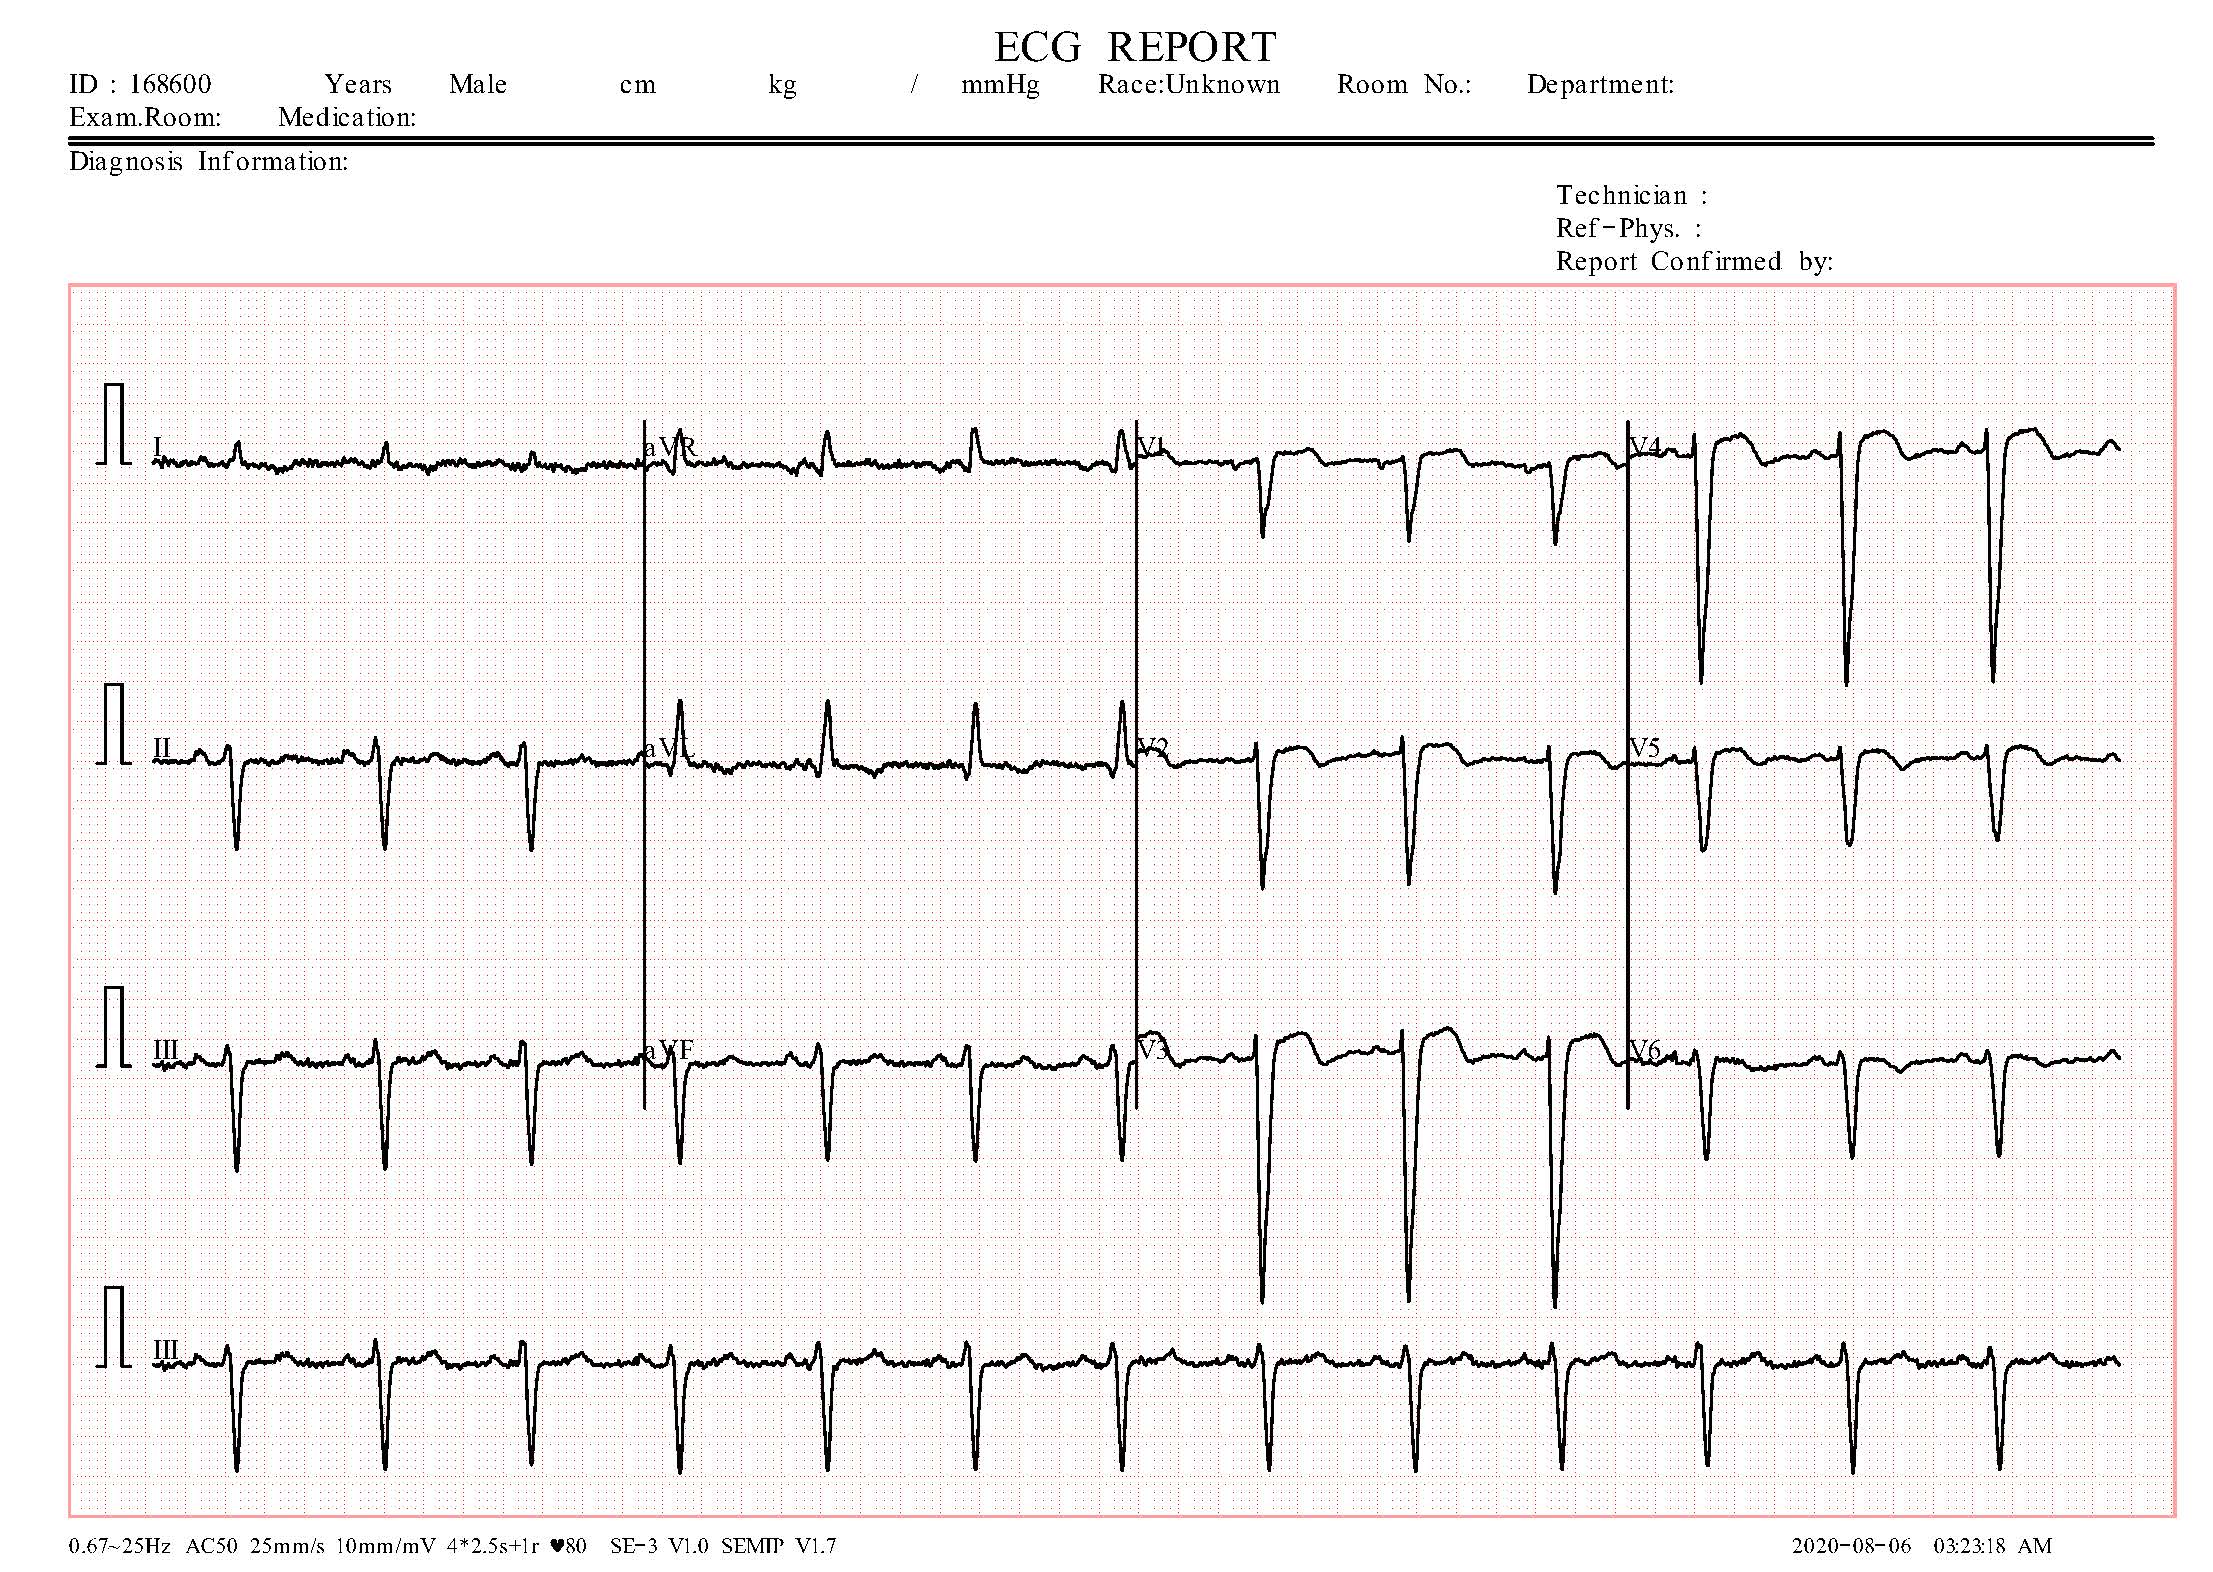 ECG REPORT
ID : 168600 Years Male cm kg / mmHg Race:Unknown Room No.: Department:
Exam.Room: Medication:
Diagnosis Information:
Technician :
Ref-Phys. :
Report Confirmed by:
I aVR V1 V4
II aVL V2 V5
III aVF V3 V6
III
0.67~25Hz AC50 25mm/s 10mm/mV 4*2.5s+1r ♥80 SE-3 V1.0 SEMIP V1.7 2020-08-06 03:23:18 AM